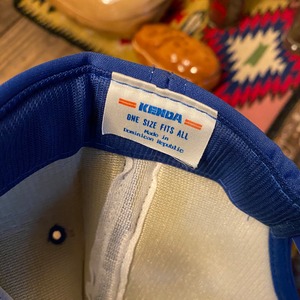 KENDA
ONE SIZE FITS ALL
Made in
Dominican Republic